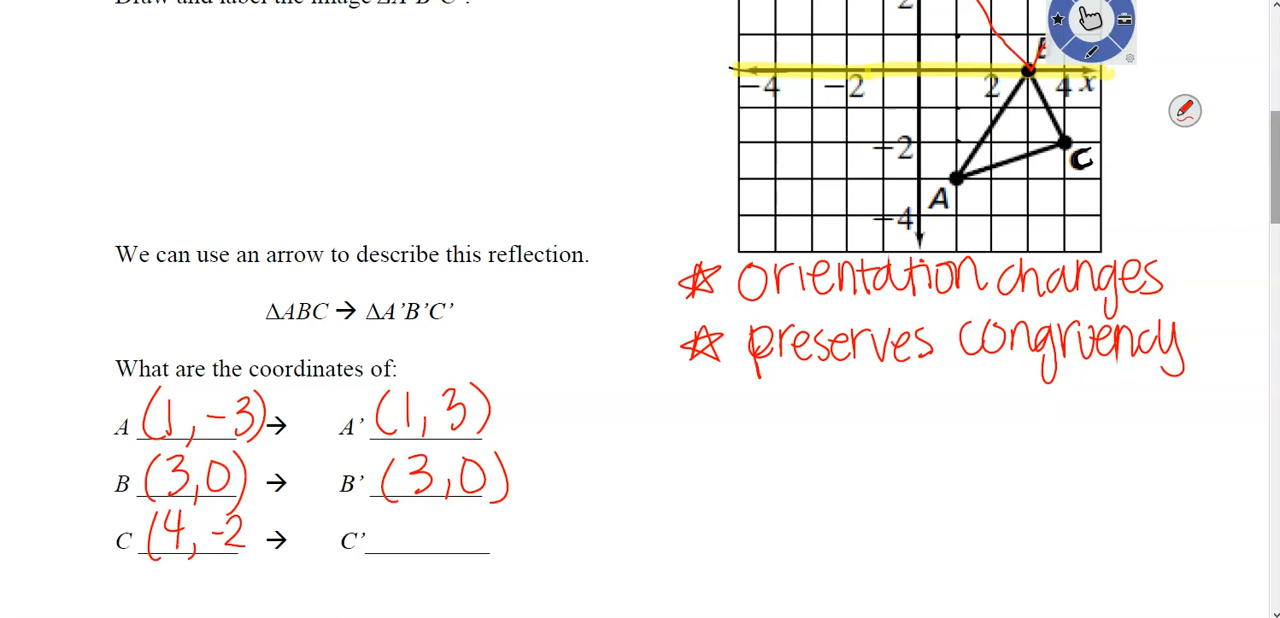 2
-4 -2 2 4 x
-2
C
A
-4
We can use an arrow to describe this reflection.
☆ orientation changes
ΔABC → ΔA’B’C’
☆ preserves congruency
What are the coordinates of:
A (1, -3) → A’ (1, 3)
B (3,0) → B’ (3,0)
C (4, -2 → C’